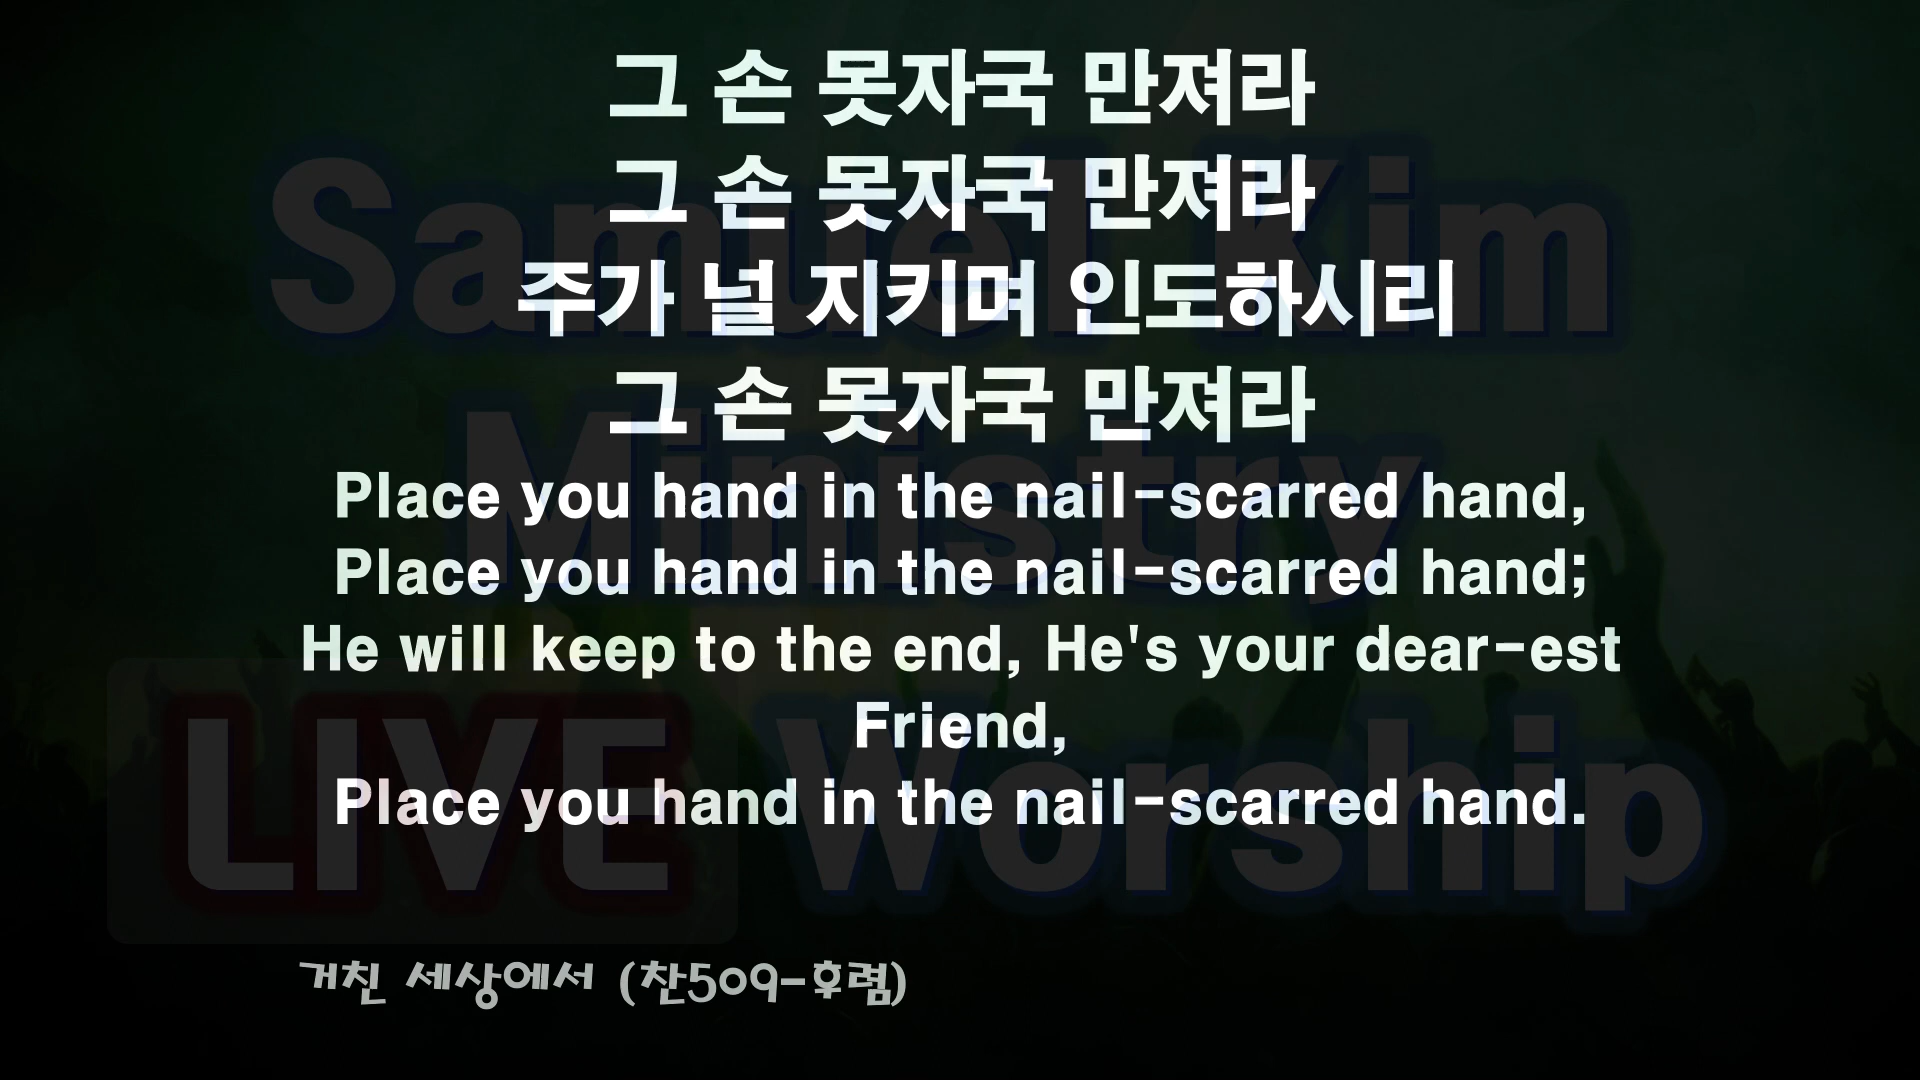 그 손 못자국 만져라
그 손 못자국 만져라
주가 널 지키며 인도하시리
그 손 못자국 만져라
Place you hand in the nail-scarred hand,
Place you hand in the nail-scarred hand;
He will keep to the end, He's your dear-est
Friend,
Place you hand in the nail-scarred hand.
Samuel Kim
Ministry
LIVE Worship
거친 세상에서 (찬509-후렴)